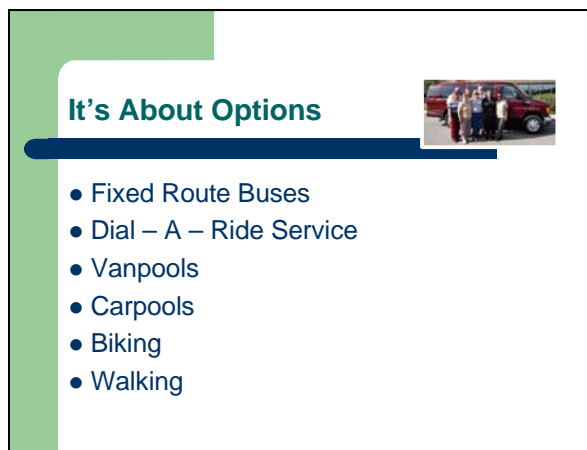 It's About Options
● Fixed Route Buses
● Dial – A – Ride Service
● Vanpools
● Carpools
● Biking
● Walking